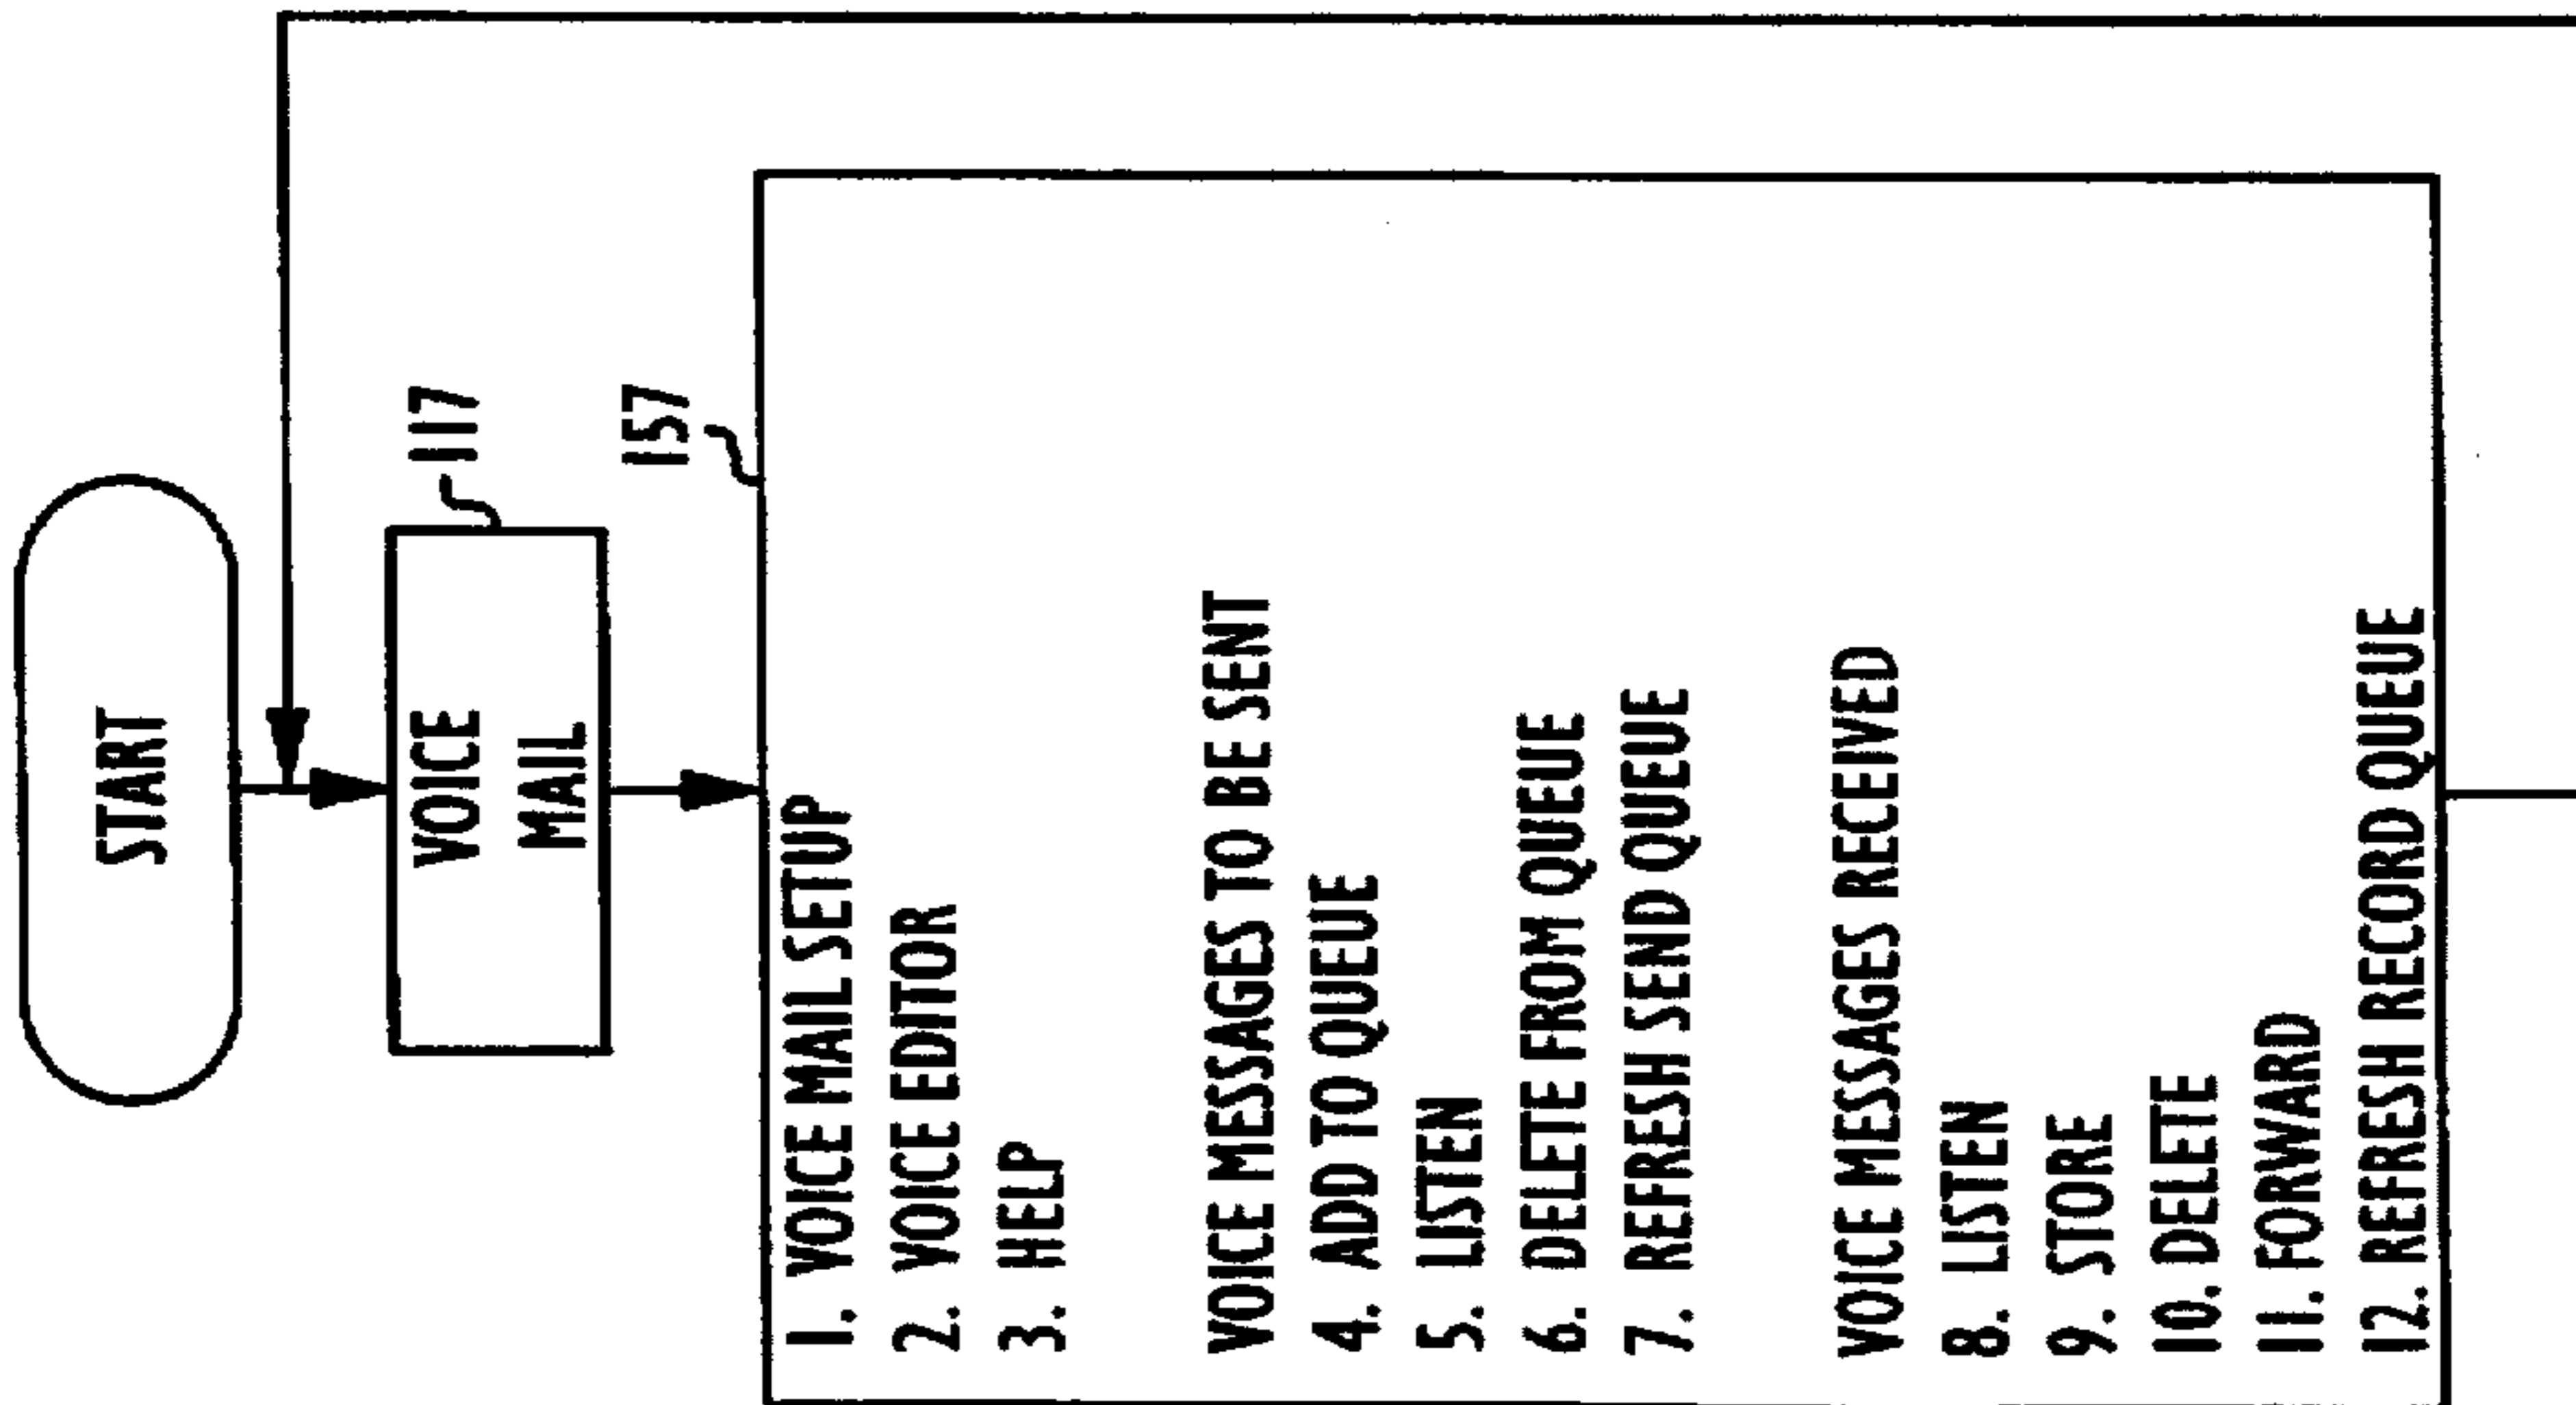 START
VOICE
MAIL
117
157
1. VOICE MAIL SETUP
2. VOICE EDITOR
3. HELP
VOICE MESSAGES TO BE SENT
4. ADD TO QUEUE
5. LISTEN
6. DELETE FROM QUEUE
7. REFRESH SEND QUEUE
VOICE MESSAGES RECEIVED
8. LISTEN
9. STORE
10. DELETE
11. FORWARD
12. REFRESH RECORD QUEUE